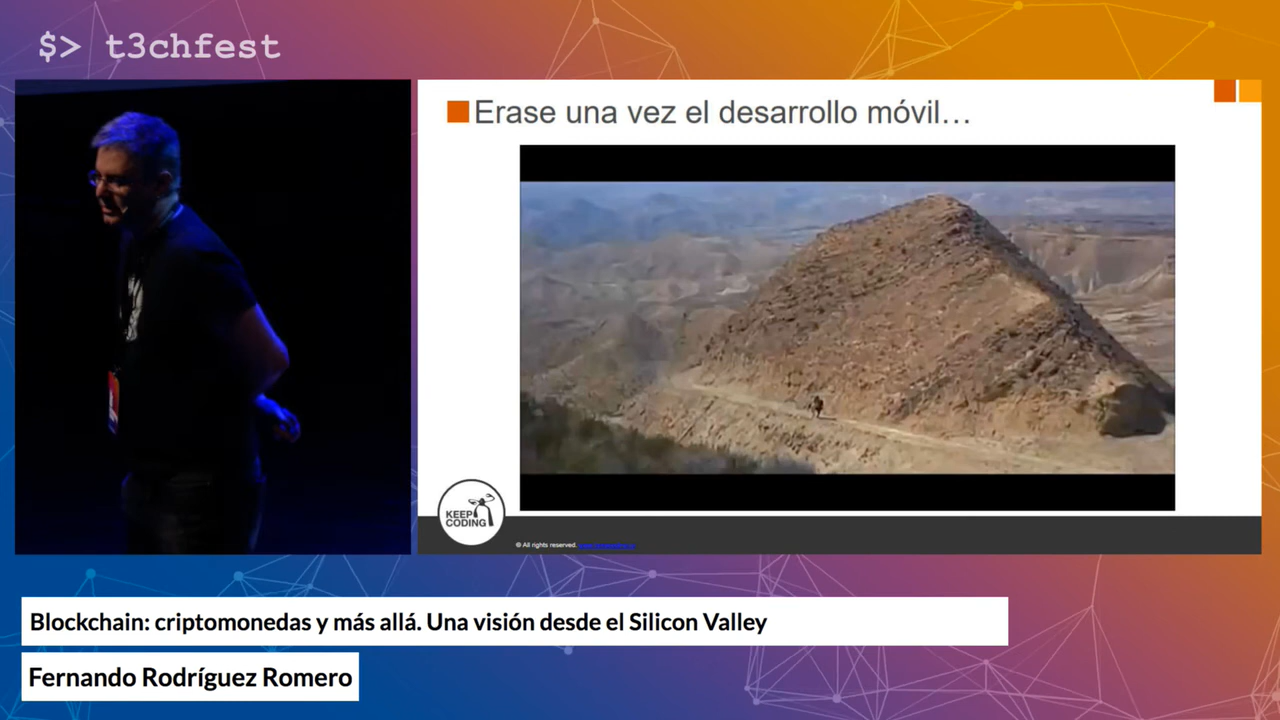 $> t3chfest
Erase una vez el desarrollo móvil...
KEEP
CODING
© All rights reserved.
Blockchain: criptomonedas y más allá. Una visión desde el Silicon Valley
Fernando Rodríguez Romero